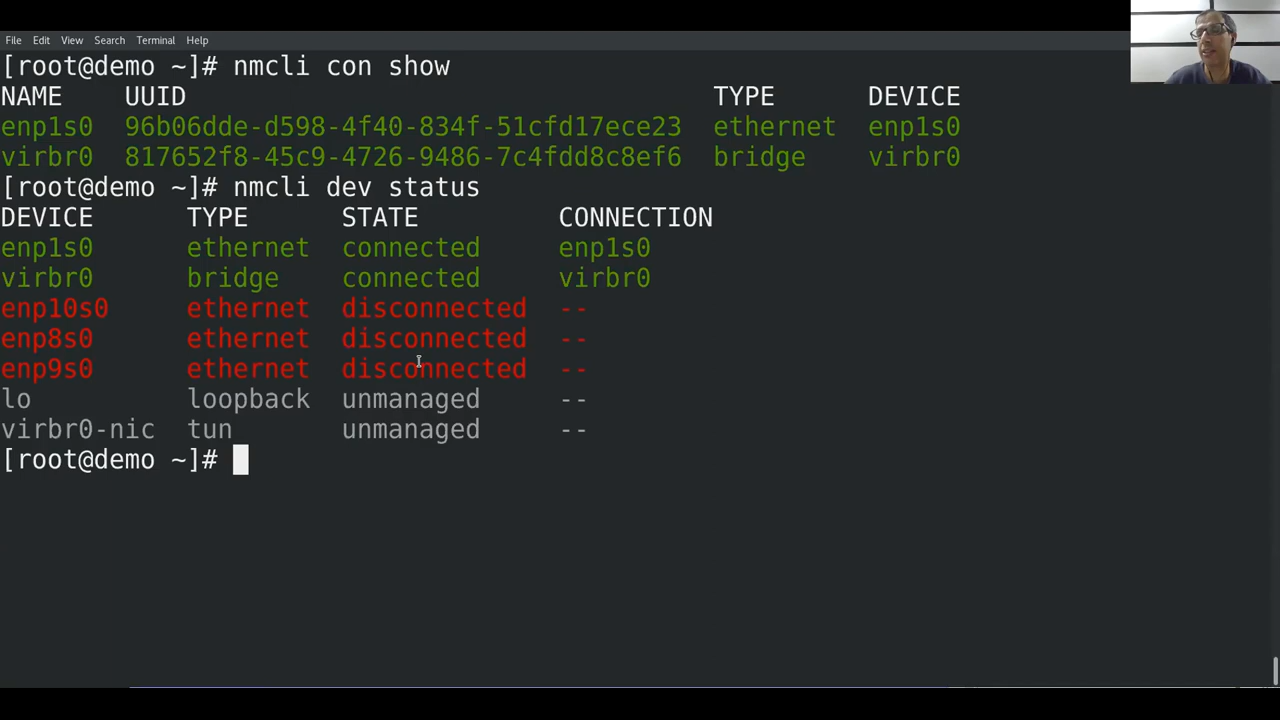 File Edit View Search Terminal Help
[root@demo ~]# nmcli con show
NAME UUID TYPE DEVICE
enp1s0 96b06dde-d598-4f40-834f-51cfd17ece23 ethernet enp1s0
virbr0 817652f8-45c9-4726-9486-7c4fdd8c8ef6 bridge virbr0
[root@demo ~]# nmcli dev status
DEVICE TYPE STATE CONNECTION
enp1s0 ethernet connected enp1s0
virbr0 bridge connected virbr0
enp10s0 ethernet disconnected --
enp8s0 ethernet disconnected --
enp9s0 ethernet disconnected --
lo loopback unmanaged --
virbr0-nic tun unmanaged --
[root@demo ~]#